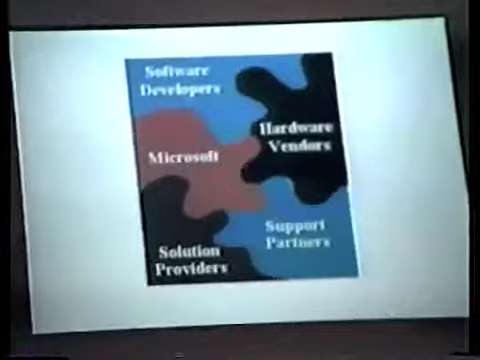 Software
Developers
Hardware
Vendors
Microsoft
Support
Partners
Solution
Providers